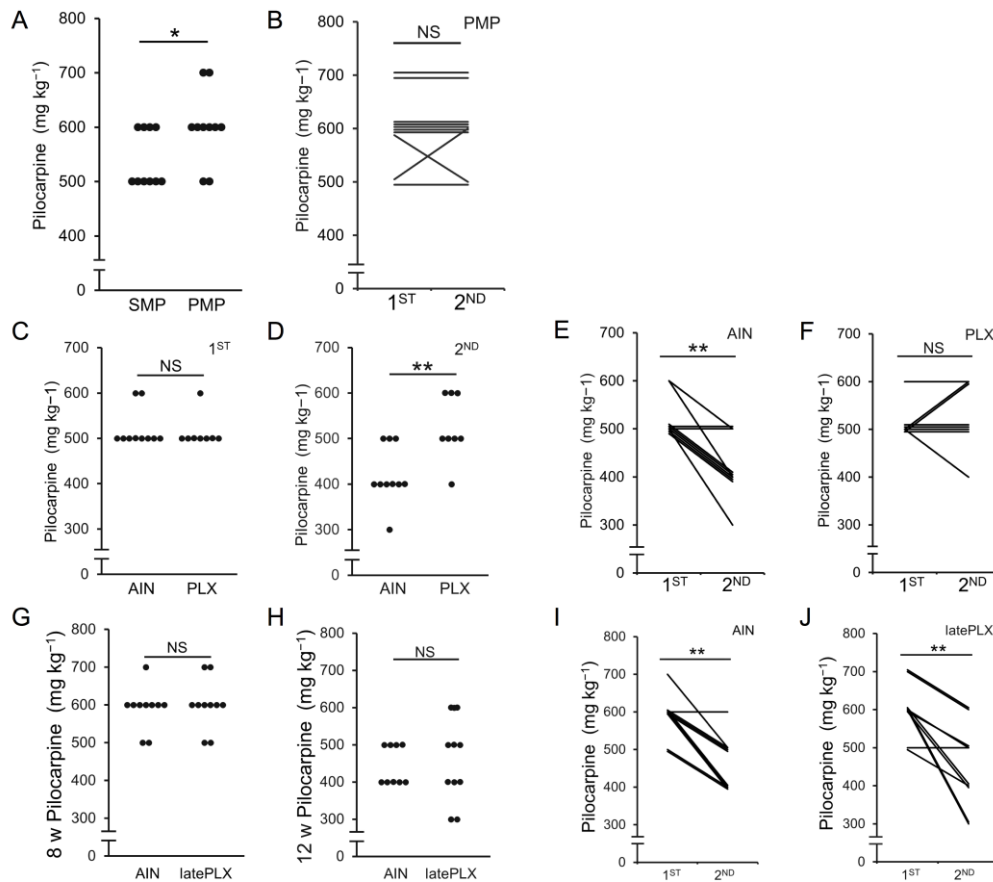 A
Pilocarpine (mg kg⁻¹)
800
700
600
500
400
0
*
SMP PMP
B
Pilocarpine (mg kg−1)
800
700
600
500
400
0
NS
PMP
1ST 2ND
C
Pilocarpine (mg kg⁻¹)
700
600
500
400
300
0
NS
1ST
AIN PLX
D
Pilocarpine (mg kg⁻¹)
700
600
500
400
300
0
**
2ND
AIN PLX
E
Pilocarpine (mg kg⁻¹)
700
600
500
400
300
0
**
AIN
1ST 2ND
F
Pilocarpine (mg kg−1)
700
600
500
400
300
0
NS
PLX
1ST 2ND
G
8 w Pilocarpine (mg kg⁻¹)
800
700
600
500
400
300
0
NS
AIN latePLX
H
12 w Pilocarpine (mg kg⁻¹)
800
700
600
500
400
300
0
NS
AIN latePLX
I
Pilocarpine (mg kg⁻¹)
800
700
600
500
400
300
0
**
AIN
1ST 2ND
J
Pilocarpine (mg kg⁻¹)
800
700
600
500
400
300
0
**
latePLX
1ST 2ND